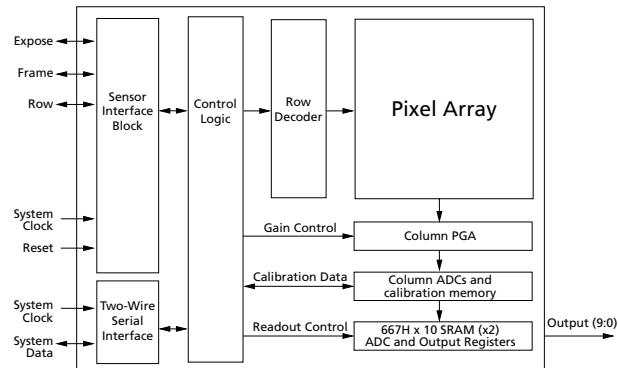 Expose
Frame
Row
System
Clock
Reset
System
Clock
System
Data
Sensor
Interface
Block
Two-Wire
Serial
Interface
Control
Logic
Row
Decoder
Pixel Array
Gain Control
Column PGA
Calibration Data
Column ADCs and
calibration memory
Readout Control
667H x 10 SRAM (x2)
ADC and Output Registers
Output (9:0)